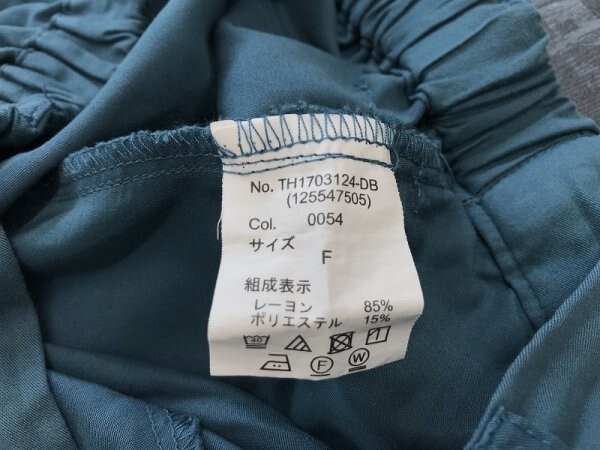 No. TH1703124-DB
(125547505)
Col. 0054
サイズ
F
組成表示
レーヨン 85%
ポリエステル 15%
40
F W